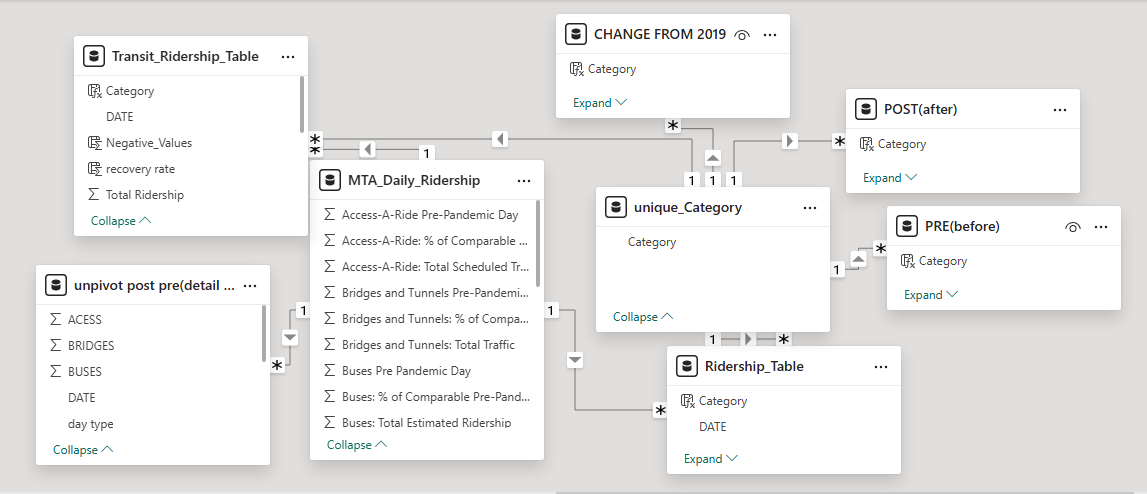 Transit_Ridership_Table
Category
DATE
Negative_Values
recovery rate
Total Ridership
Collapse
unpivot post pre(detail ...
ACESS
BRIDGES
BUSES
DATE
day type
Collapse
MTA_Daily_Ridership
Access-A-Ride Pre-Pandemic Day
Access-A-Ride: % of Comparable ...
Access-A-Ride: Total Scheduled Tr...
Bridges and Tunnels Pre-Pandemi...
Bridges and Tunnels: % of Compa...
Bridges and Tunnels: Total Traffic
Buses Pre Pandemic Day
Buses: % of Comparable Pre-Pand...
Buses: Total Estimated Ridership
Collapse
CHANGE FROM 2019
Category
Expand
unique_Category
Category
Collapse
Ridership_Table
Category
DATE
Expand
POST(after)
Category
Expand
PRE(before)
Category
Expand
*
*
1
1
*
1
*
*
1
1
1
*
1
*
1
*